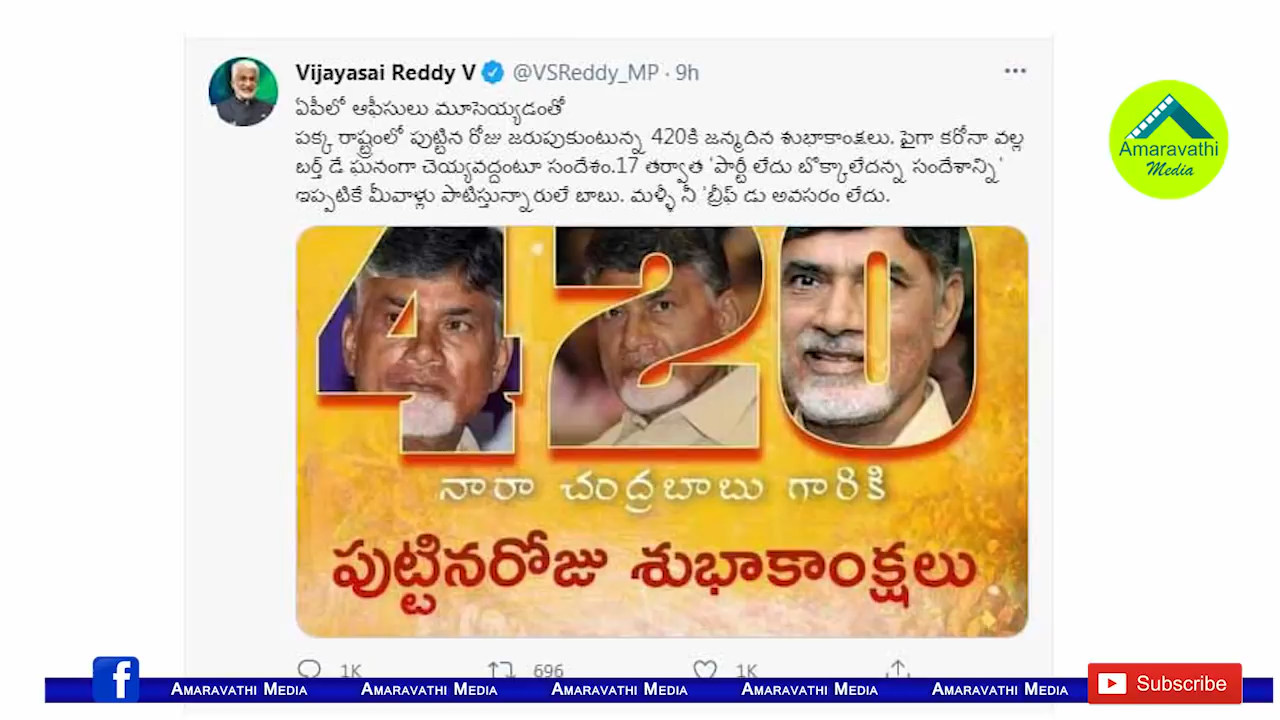 Vijayasai Reddy V @VSReddy_MP · 9h
ఏపీలో ఆఫీసులు మూసెయ్యడంతో
పక్క రాష్ట్రంలో పుట్టిన రోజు జరుపుకుంటున్న 420కి జన్మదిన శుభాకాంక్షలు. పైగా కరోనా వల్ల
బర్త్ డే ఘనంగా చెయ్యవద్దంటూ సందేశం.17 తర్వాత 'పార్టీ లేదు బొక్కాలేదన్న సందేశాన్ని'
ఇప్పటికే మీవాళ్లు పాటిస్తున్నారులే బాబు. మళ్ళీ నీ 'బ్రీఫ్ డు అవసరం లేదు.
Amaravathi
Media
420
నారా చంద్రబాబు గారికి
పుట్టినరోజు శుభాకాంక్షలు
1K 696 1K
f Amaravathi Media Amaravathi Media Amaravathi Media Amaravathi Media Amaravathi Media Subscribe